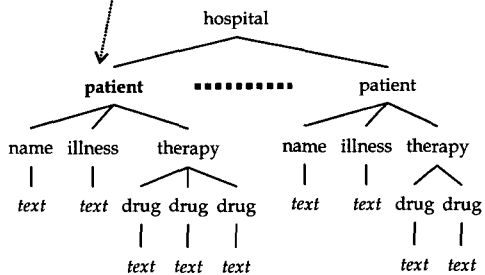 hospital
patient patient
name illness therapy name illness therapy
text text drug drug drug text text drug drug
text text text text text